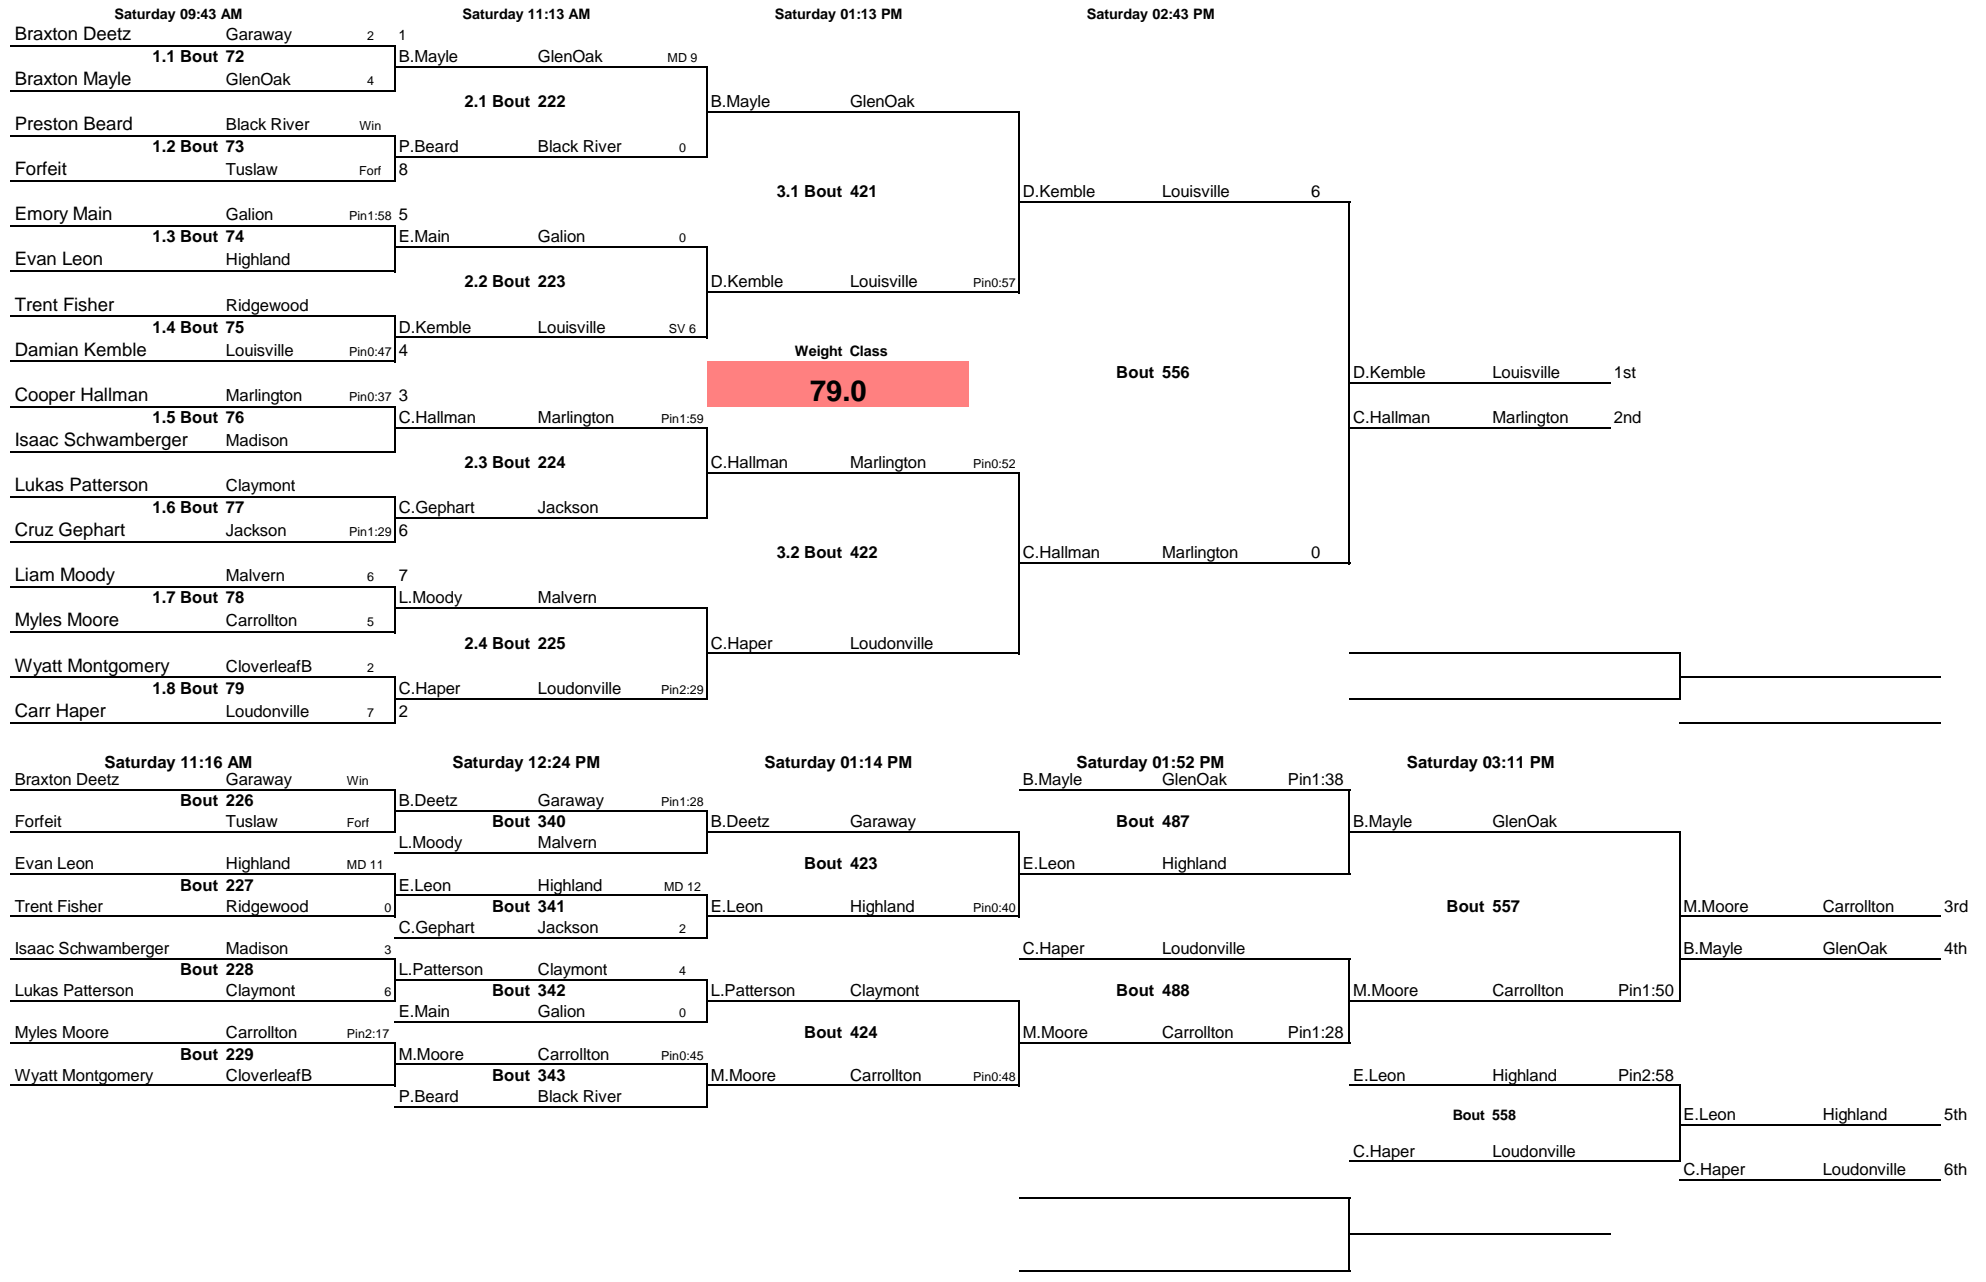 Saturday 09:43 AM Saturday 11:13 AM Saturday 01:13 PM Saturday 02:43 PM
Braxton Deetz Garaway 2 1
1.1 Bout 72 B.Mayle GlenOak MD 9
Braxton Mayle GlenOak 4
2.1 Bout 222 B.Mayle GlenOak
Preston Beard Black River Win
1.2 Bout 73 P.Beard Black River 0
Forfeit Tuslaw Forf 8
3.1 Bout 421 D.Kemble Louisville 6
Emory Main Galion Pin1:58 5
1.3 Bout 74 E.Main Galion 0
Evan Leon Highland
2.2 Bout 223 D.Kemble Louisville Pin0:57
Trent Fisher Ridgewood
1.4 Bout 75 D.Kemble Louisville SV 6
Damian Kemble Louisville Pin0:47 4 Weight Class
Bout 556 D.Kemble Louisville 1st
Cooper Hallman Marlington Pin0:37 3 79.0
1.5 Bout 76 C.Hallman Marlington Pin1:59 C.Hallman Marlington 2nd
Isaac Schwamberger Madison
2.3 Bout 224 C.Hallman Marlington Pin0:52
Lukas Patterson Claymont
1.6 Bout 77 C.Gephart Jackson
Cruz Gephart Jackson Pin1:29 6
3.2 Bout 422 C.Hallman Marlington 0
Liam Moody Malvern 6 7
1.7 Bout 78 L.Moody Malvern
Myles Moore Carrollton 5
2.4 Bout 225 C.Haper Loudonville
Wyatt Montgomery CloverleafB 2
1.8 Bout 79 C.Haper Loudonville Pin2:29
Carr Haper Loudonville 7 2
Saturday 11:16 AM Saturday 12:24 PM Saturday 01:14 PM Saturday 01:52 PM Saturday 03:11 PM
Braxton Deetz Garaway Win B.Mayle GlenOak Pin1:38
Bout 226 B.Deetz Garaway Pin1:28
Forfeit Tuslaw Forf Bout 340 B.Deetz Garaway Bout 487 B.Mayle GlenOak
L.Moody Malvern
Evan Leon Highland MD 11 Bout 423 E.Leon Highland
Bout 227 E.Leon Highland MD 12
Trent Fisher Ridgewood 0 Bout 341 E.Leon Highland Pin0:40 Bout 557 M.Moore Carrollton 3rd
C.Gephart Jackson 2
Isaac Schwamberger Madison 3 C.Haper Loudonville B.Mayle GlenOak 4th
Bout 228 L.Patterson Claymont 4
Lukas Patterson Claymont 6 Bout 342 L.Patterson Claymont Bout 488 M.Moore Carrollton Pin1:50
E.Main Galion 0
Myles Moore Carrollton Pin2:17 Bout 424 M.Moore Carrollton Pin1:28
Bout 229 M.Moore Carrollton Pin0:45
Wyatt Montgomery CloverleafB Bout 343 M.Moore Carrollton Pin0:48 E.Leon Highland Pin2:58
P.Beard Black River
Bout 558 E.Leon Highland 5th
C.Haper Loudonville
C.Haper Loudonville 6th